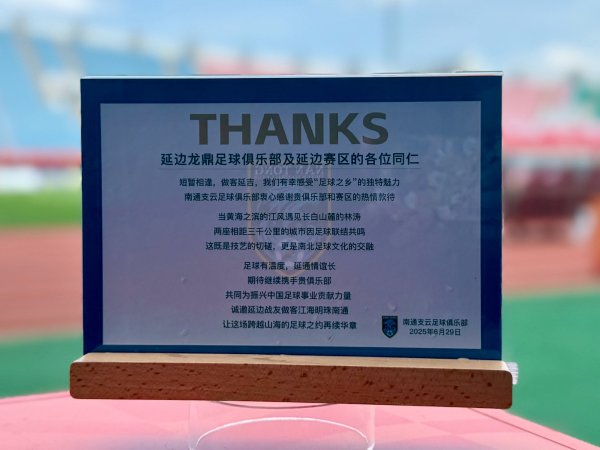 THANKS
延边龙鼎足球俱乐部及延边赛区的各位同仁
短暂相逢，做客延吉，我们有幸感受“足球之乡”的独特魅力
南通支云足球俱乐部衷心感谢贵俱乐部和赛区的热情款待
当黄海之滨的江风遇见长白山麓的林涛
两座相距三千公里的城市因足球联结共鸣
这既是技艺的切磋，更是南北足球文化的交融
足球有温度，延通情谊长
期待继续携手贵俱乐部
共同为振兴中国足球事业贡献力量
诚邀延边战友做客江海明珠南通
让这场跨越山海的足球之约再续华章
南通支云足球俱乐部
2025年6月29日